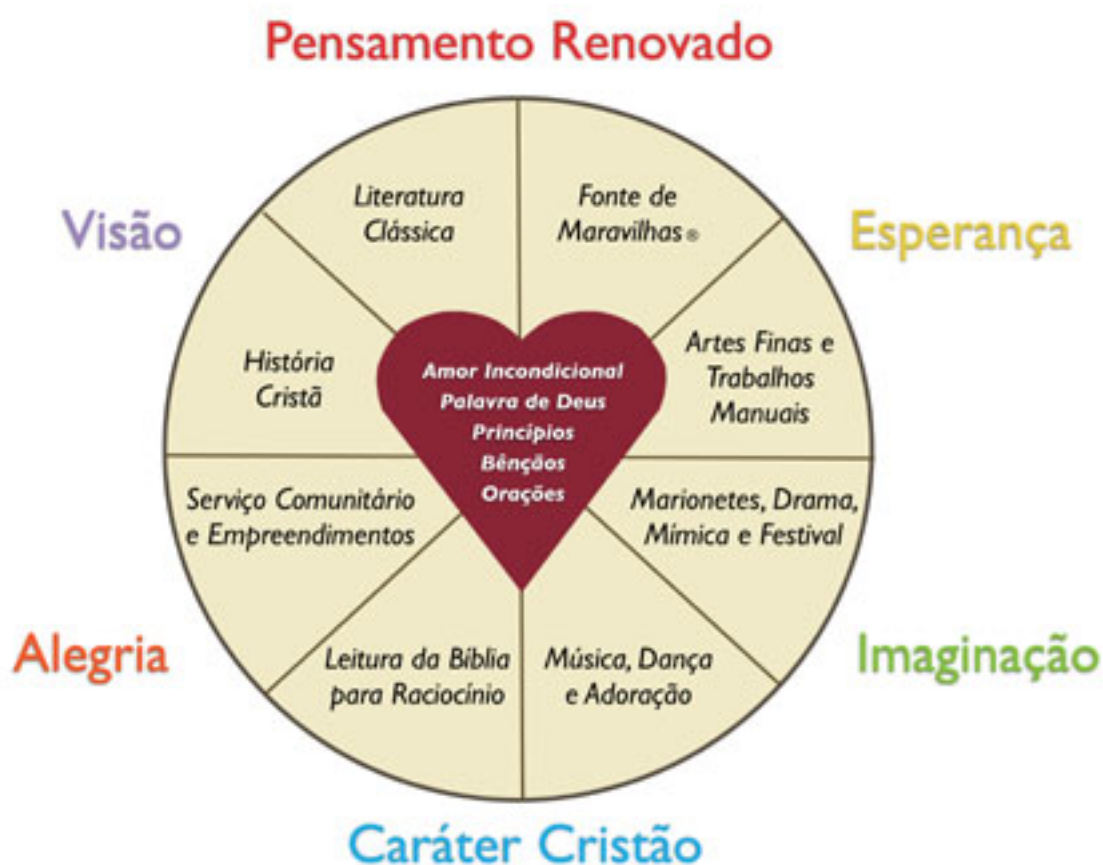 Pensamento Renovado
Visão
Esperança
Literatura
Clássica
Fonte de
Maravilhas ®
História
Cristã
Artes Finas e
Trabalhos
Manuais
Amor Incondicional
Palavra de Deus
Princípios
Bênçãos
Orações
Serviço Comunitário
e Empreendimentos
Marionetes, Drama,
Mímica e Festival
Alegria
Imaginação
Leitura da Bíblia
para Raciocínio
Música, Dança
e Adoração
Caráter Cristão